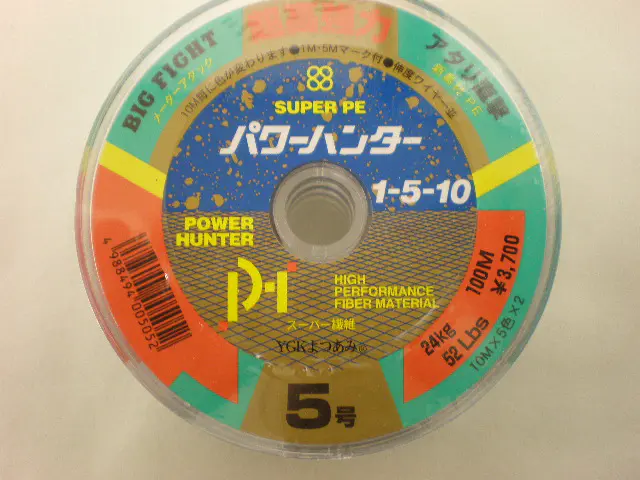 BIG FIGHT
メーターアタック
10M毎に色が変わります●1M・5Mマーク付●伸度ワイヤー並
アタリ直撃
SUPER PE
パワーハンター
1-5-10
POWER
HUNTER
PH
HIGH
PERFORMANCE
FIBER MATERIAL
スーパー繊維
YGKよつあみ®
4 988494 005052
24kg 100M
52Lbs ¥3,700
10M×5色×2
5号